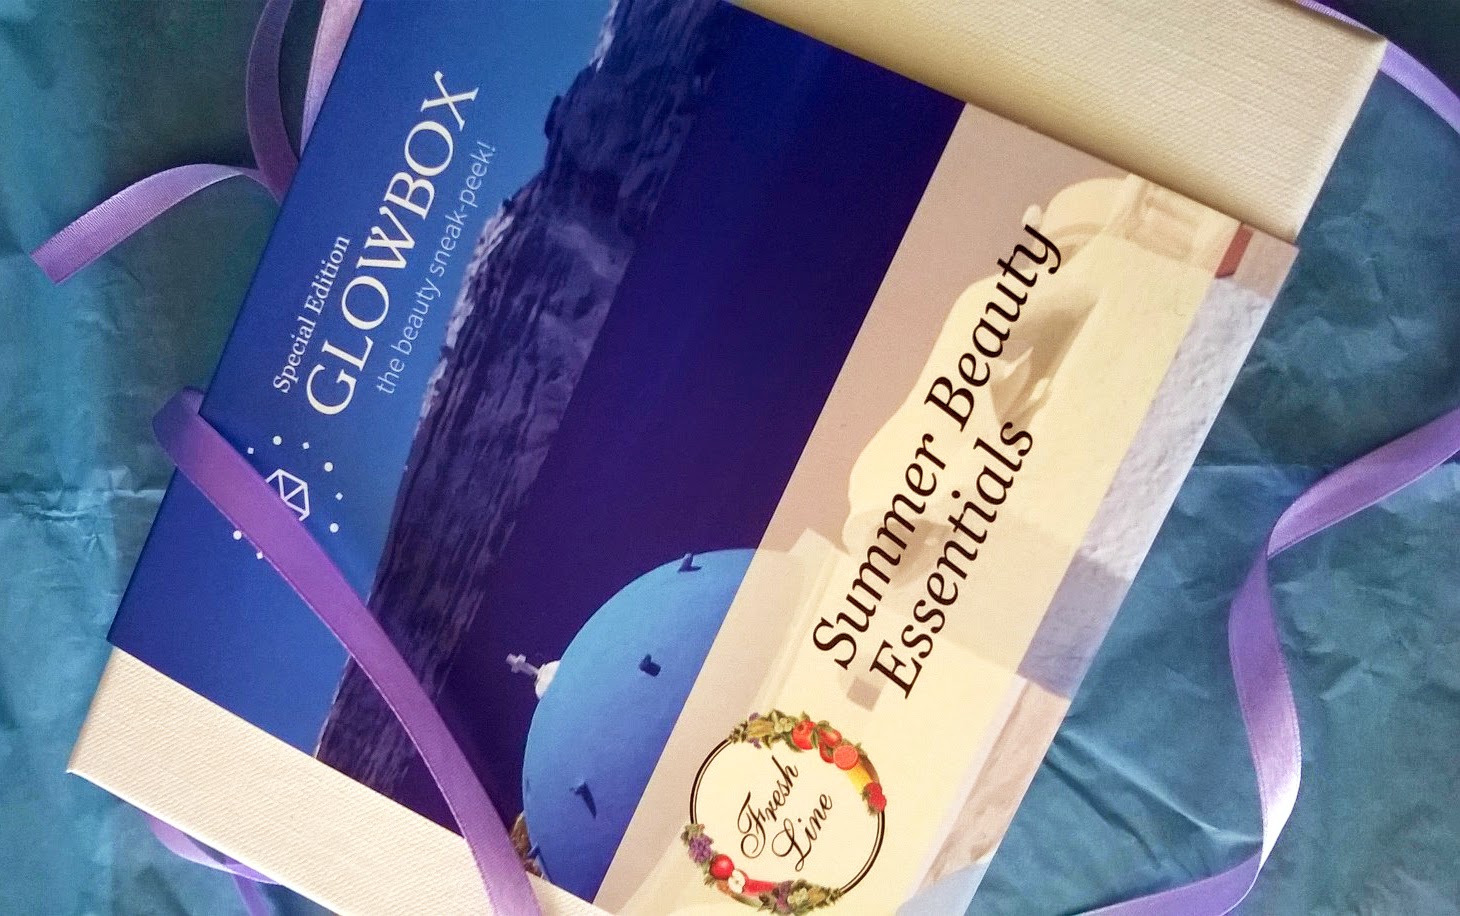 Special Edition
GLOWBOX
the beauty sneak-peek!
Summer Beauty
Essentials
Fresh
Line